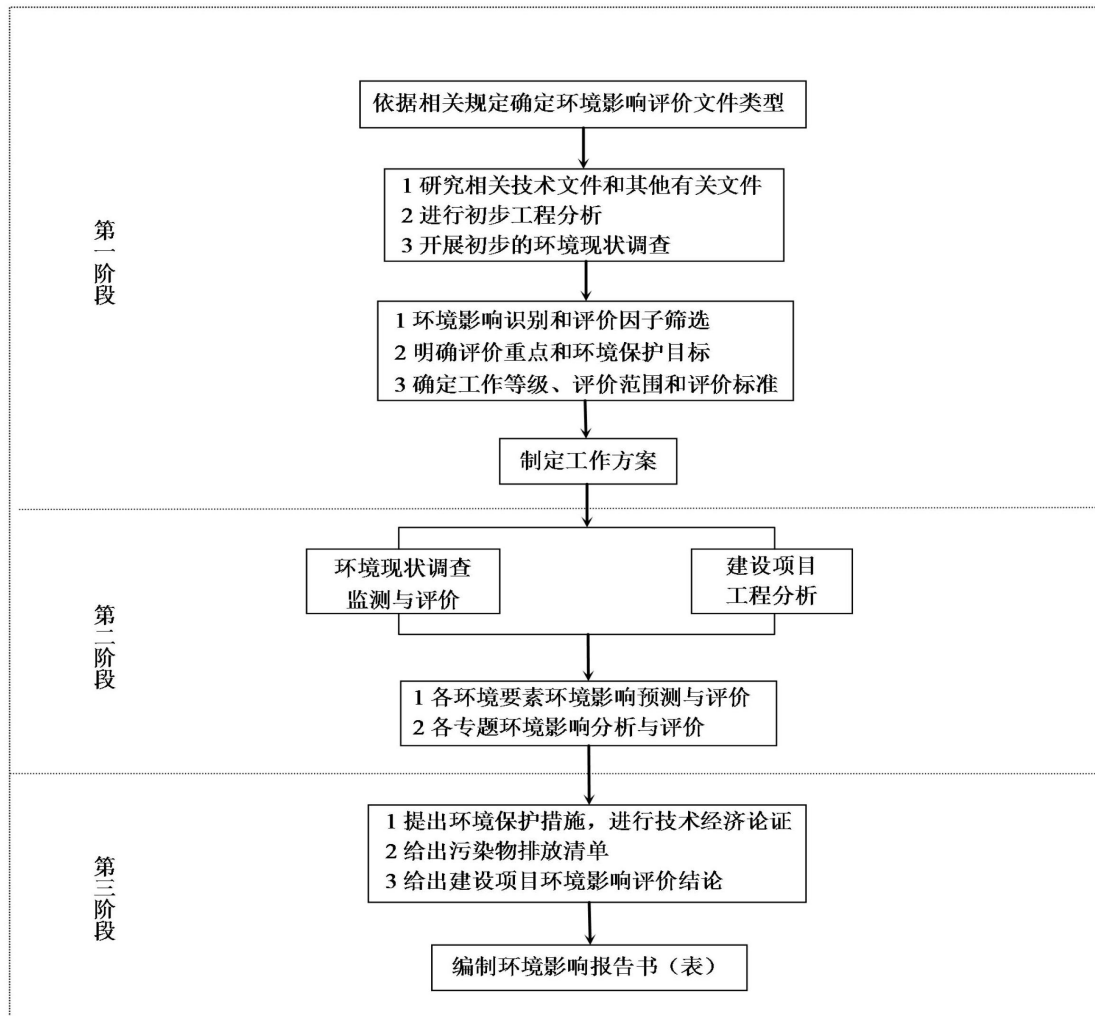 依据相关规定确定环境影响评价文件类型
第一阶段
1 研究相关技术文件和其他有关文件
2 进行初步工程分析
3 开展初步的环境现状调查
1 环境影响识别和评价因子筛选
2 明确评价重点和环境保护目标
3 确定工作等级、评价范围和评价标准
制定工作方案
第二阶段
环境现状调查
监测与评价
建设项目
工程分析
1 各环境要素环境影响预测与评价
2 各专题环境影响分析与评价
第三阶段
1 提出环境保护措施，进行技术经济论证
2 给出污染物排放清单
3 给出建设项目环境影响评价结论
编制环境影响报告书（表）